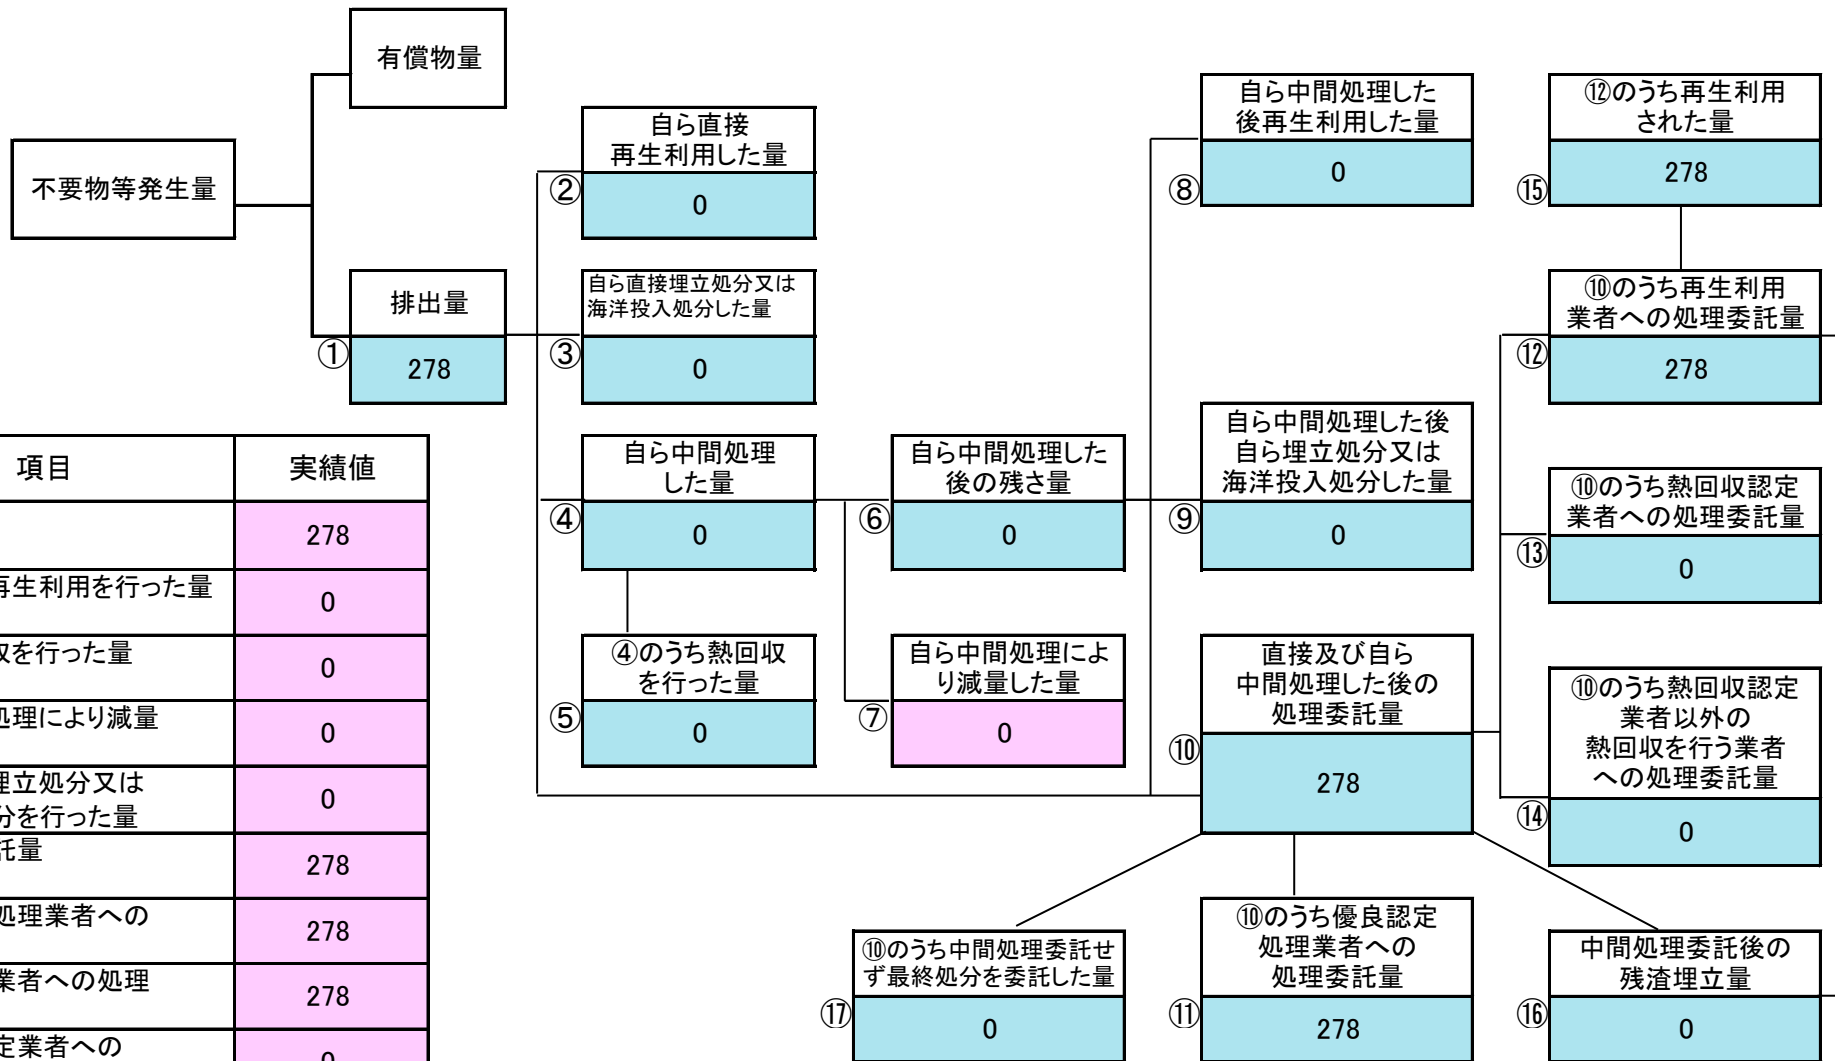 有償物量
不要物等発生量
排出量
①
278
自ら直接
再生利用した量
②
0
自ら直接埋立処分又は
海洋投入処分した量
③
0
自ら中間処理
した量
④
0
④のうち熱回収
を行った量
⑤
0
自ら中間処理した
後の残さ量
⑥
0
自ら中間処理によ
り減量した量
⑦
0
自ら中間処理した
後再生利用した量
⑧
0
自ら中間処理した後
自ら埋立処分又は
海洋投入処分した量
⑨
0
直接及び自ら
中間処理した後の
処理委託量
⑩
278
⑫のうち再生利用
された量
⑮
278
⑩のうち再生利用
業者への処理委託量
⑫
278
⑩のうち熱回収認定
業者への処理委託量
⑬
0
⑩のうち熱回収認定
業者以外の
熱回収を行う業者
への処理委託量
⑭
0
⑩のうち中間処理委託せ
ず最終処分を委託した量
⑰
0
⑩のうち優良認定
処理業者への
処理委託量
⑪
278
中間処理委託後の
残渣埋立量
⑯
0
項目 実績値
278
再生利用を行った量
0
収を行った量
0
処理により減量
0
埋立処分又は
分を行った量
0
託量
278
処理業者への
278
業者への処理
278
定業者への
0